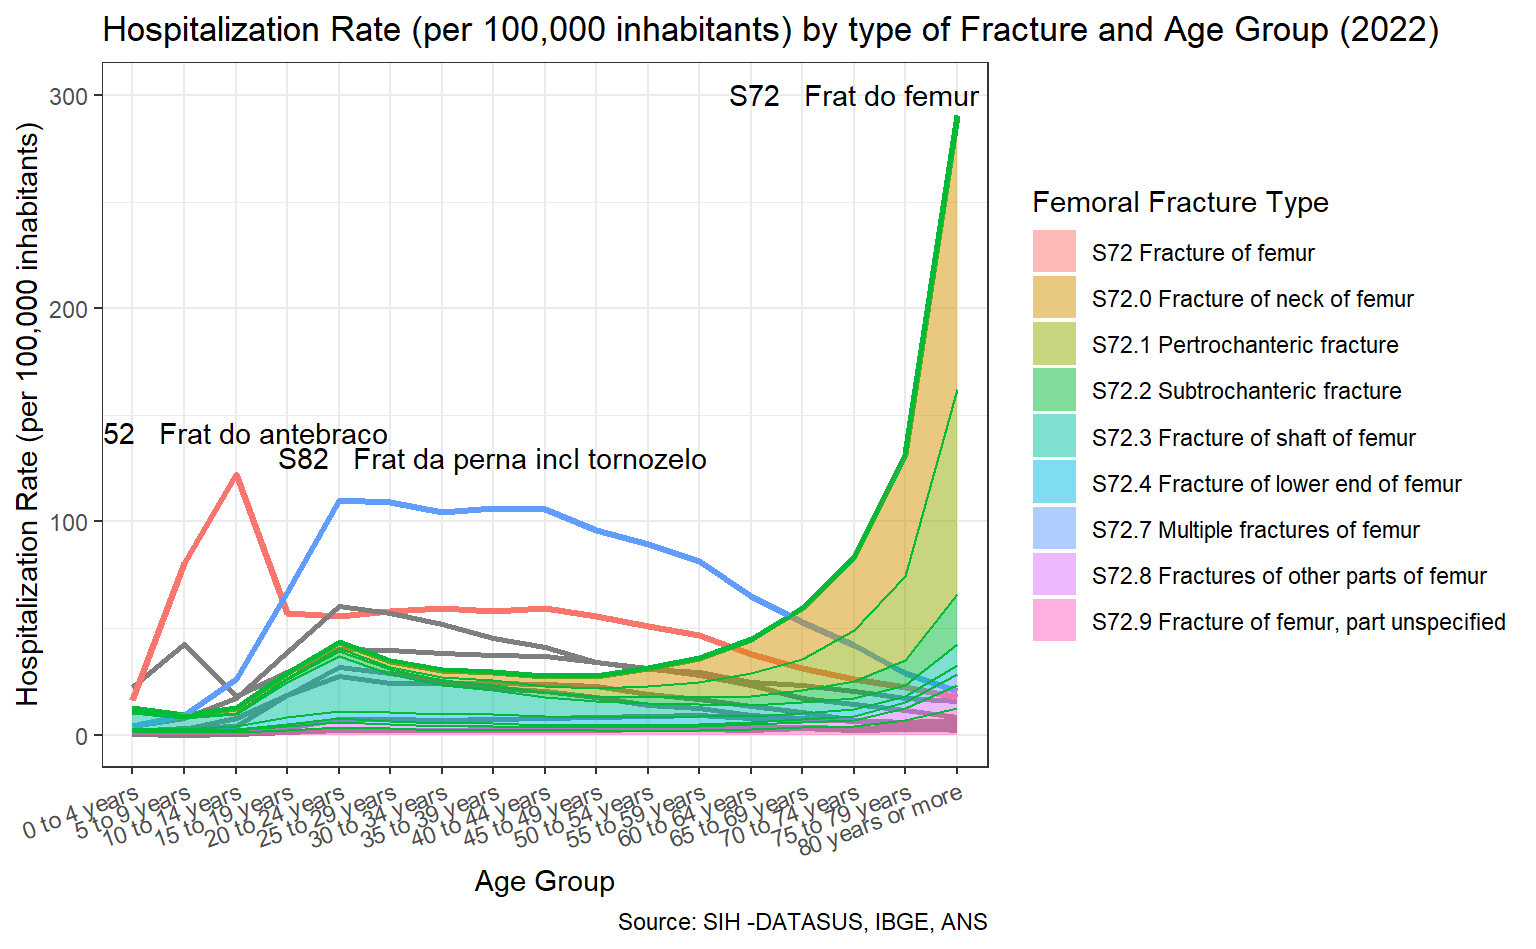 Hospitalization Rate (per 100,000 inhabitants) by type of Fracture and Age Group (2022)
Hospitalization Rate (per 100,000 inhabitants)
300
200
100
0
S72 Frat do femur
52 Frat do antebraco
S82 Frat da perna incl tornozelo
0 to 4 years
5 to 9 years
10 to 14 years
15 to 19 years
20 to 24 years
25 to 29 years
30 to 34 years
35 to 39 years
40 to 44 years
45 to 49 years
50 to 54 years
55 to 59 years
60 to 64 years
65 to 69 years
70 to 74 years
75 to 79 years
80 years or more
Age Group
Source: SIH -DATASUS, IBGE, ANS
Femoral Fracture Type
S72 Fracture of femur
S72.0 Fracture of neck of femur
S72.1 Pertrochanteric fracture
S72.2 Subtrochanteric fracture
S72.3 Fracture of shaft of femur
S72.4 Fracture of lower end of femur
S72.7 Multiple fractures of femur
S72.8 Fractures of other parts of femur
S72.9 Fracture of femur, part unspecified